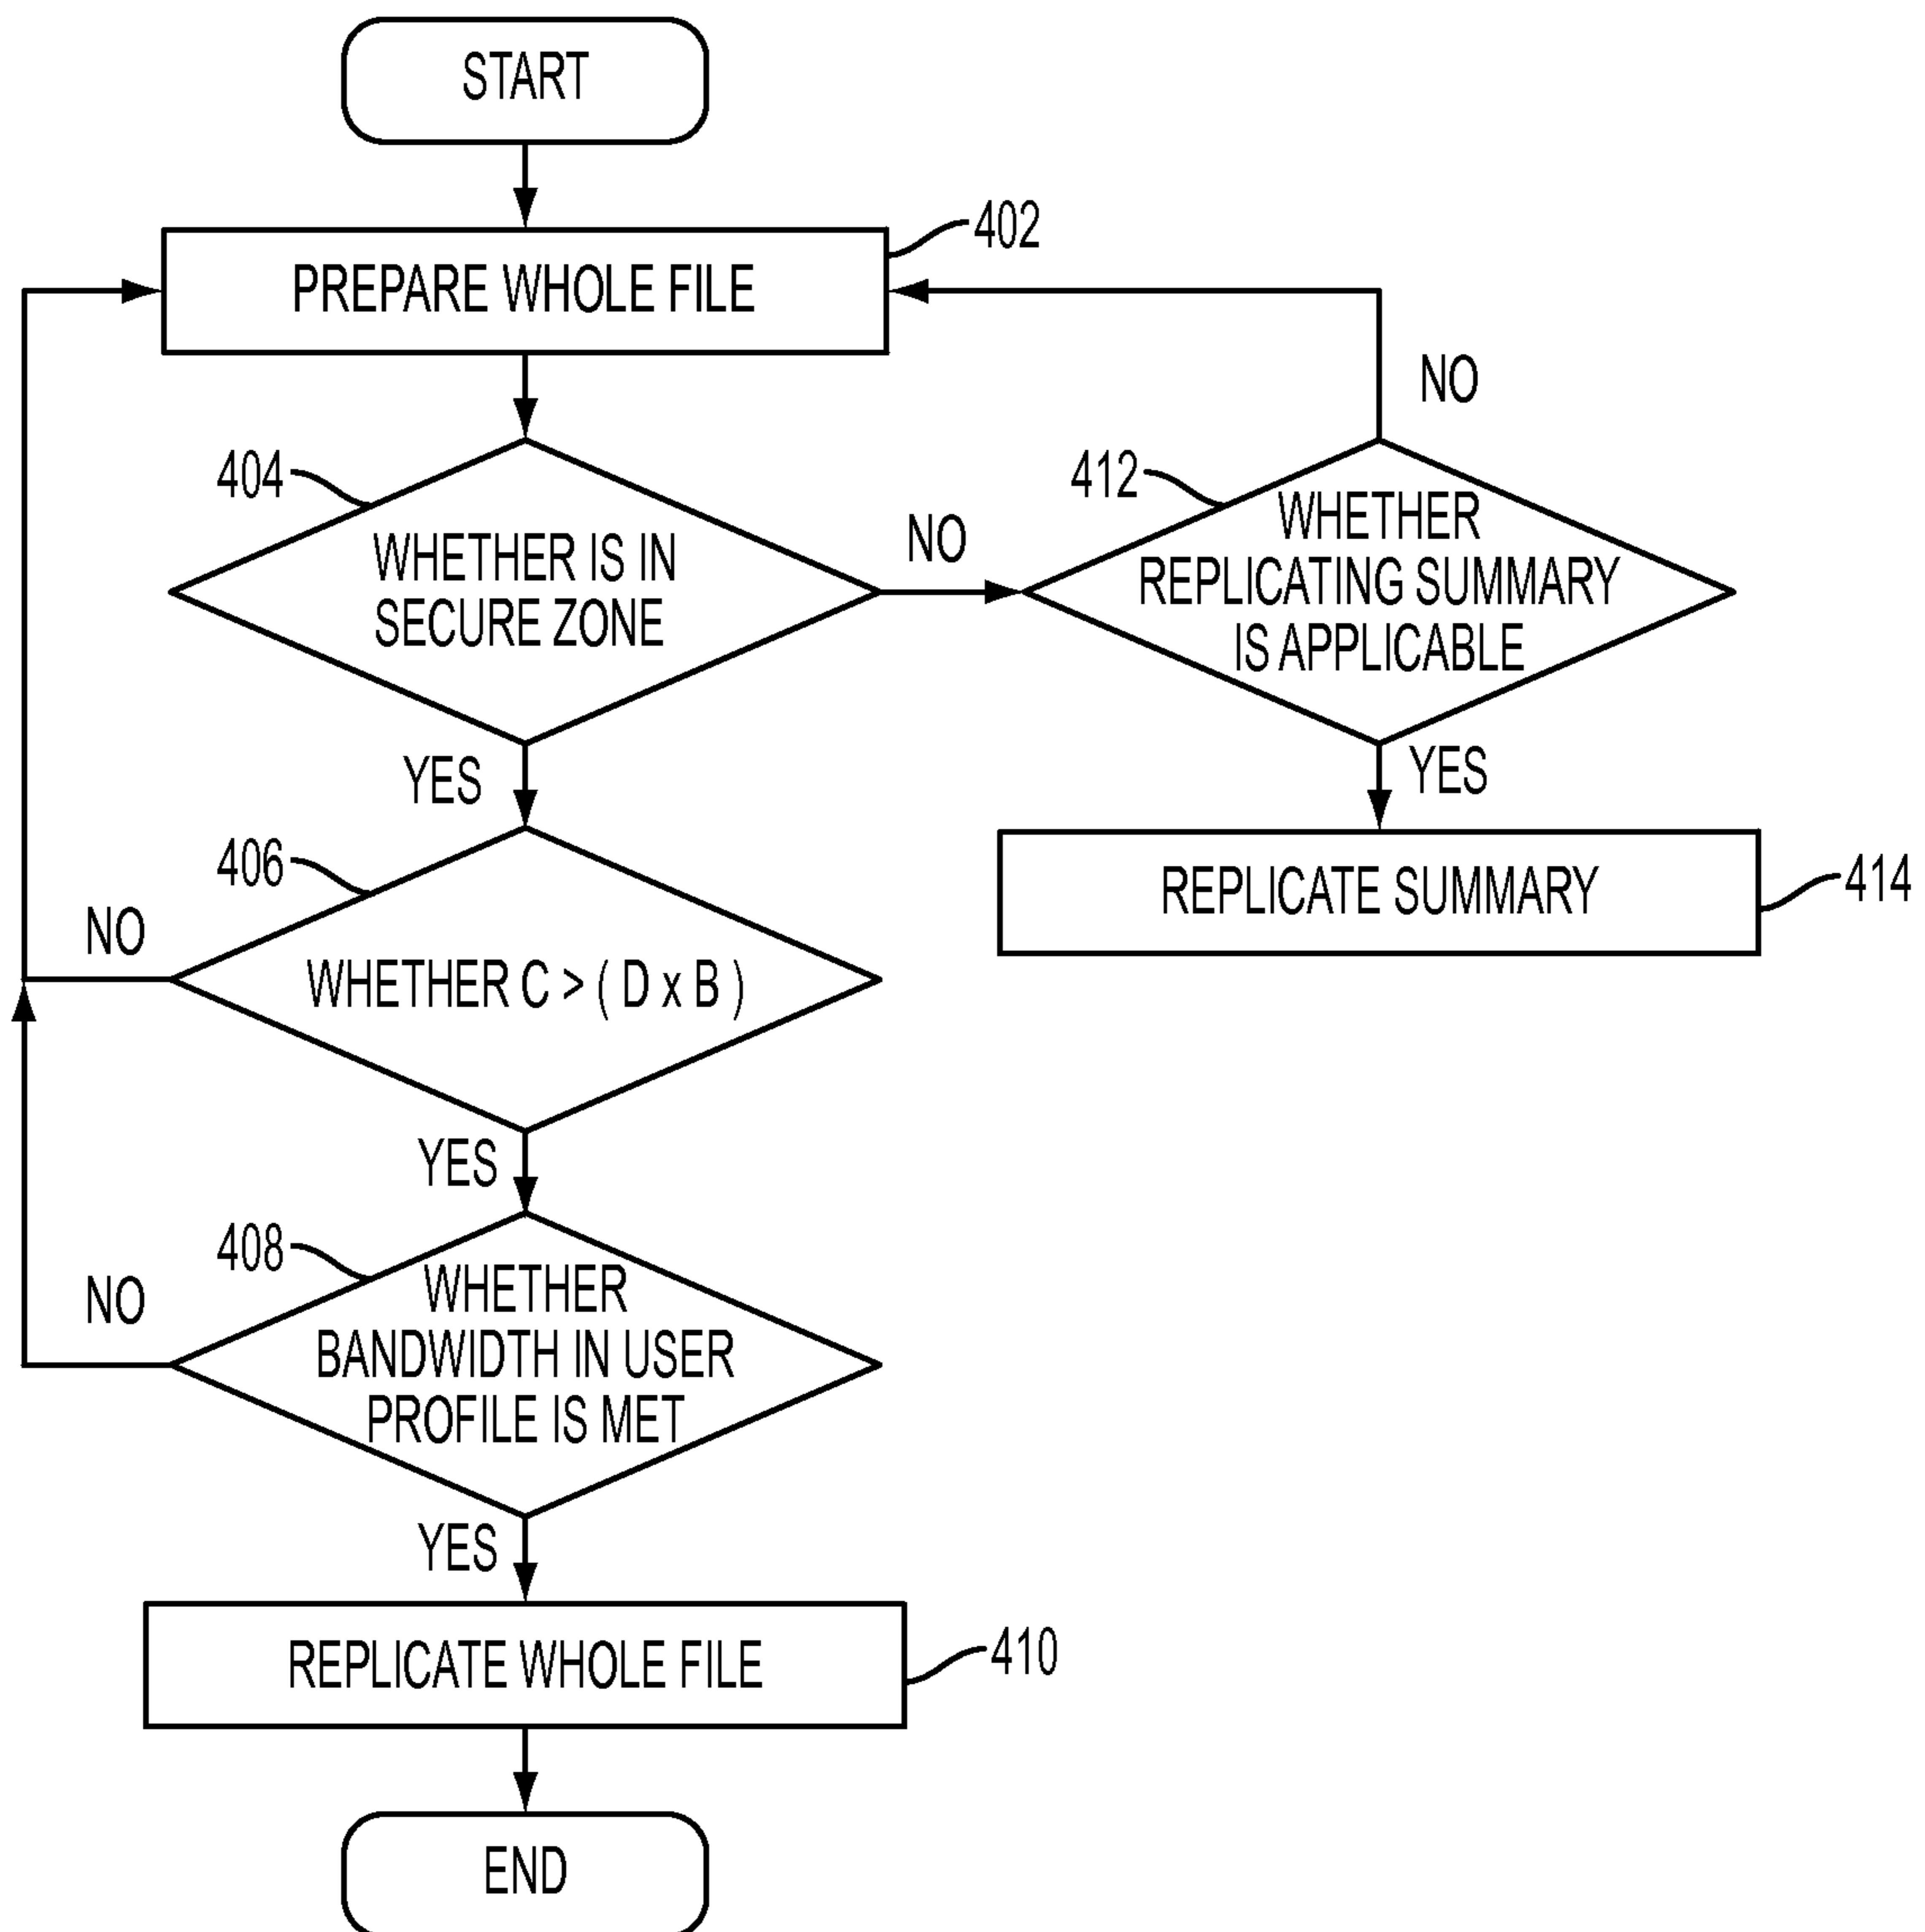 START
402
PREPARE WHOLE FILE
NO
404
WHETHER IS IN
SECURE ZONE
NO
412
WHETHER
REPLICATING SUMMARY
IS APPLICABLE
YES
YES
406
WHETHER C > ( D x B )
NO
REPLICATE SUMMARY
414
YES
408
WHETHER
BANDWIDTH IN USER
PROFILE IS MET
NO
YES
REPLICATE WHOLE FILE
410
END